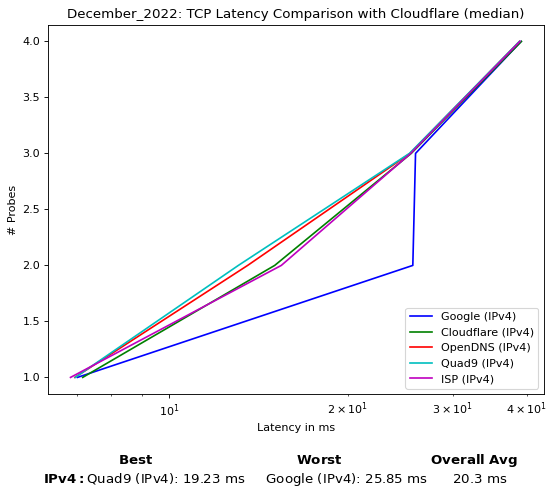 December_2022: TCP Latency Comparison with Cloudflare (median)
4.0
3.5
3.0
2.5
2.0
1.5
1.0
# Probes
Google (IPv4)
Cloudflare (IPv4)
OpenDNS (IPv4)
Quad9 (IPv4)
ISP (IPv4)
10¹ 2 × 10¹ 3 × 10¹ 4 × 10¹
Latency in ms
Best Worst Overall Avg
IPv4: Quad9 (IPv4): 19.23 ms Google (IPv4): 25.85 ms 20.3 ms